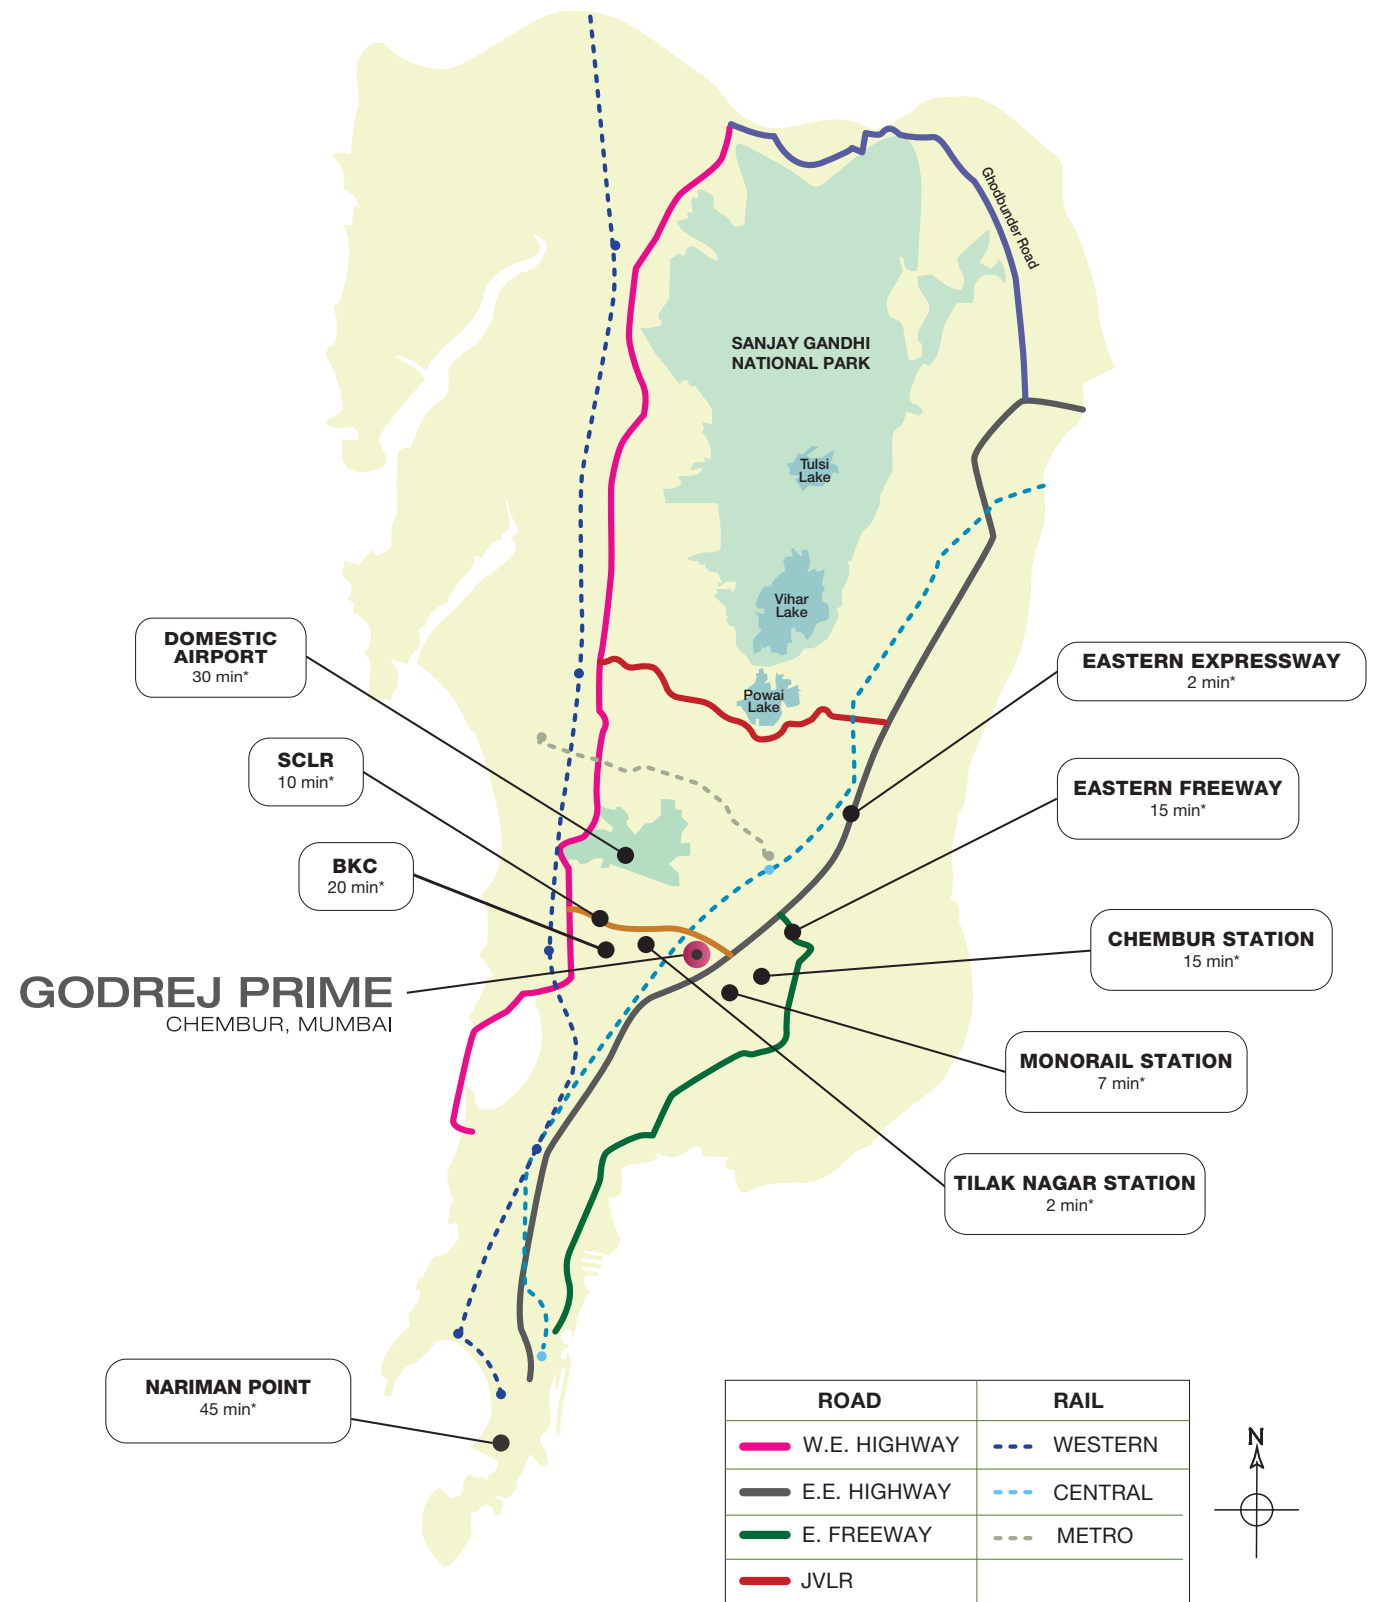 Ghodbunder Road
SANJAY GANDHI
NATIONAL PARK
Tulsi
Lake
Vihar
Lake
Powai
Lake
DOMESTIC
AIRPORT
30 min*
SCLR
10 min*
BKC
20 min*
GODREJ PRIME
CHEMBUR, MUMBAI
EASTERN EXPRESSWAY
2 min*
EASTERN FREEWAY
15 min*
CHEMBUR STATION
15 min*
MONORAIL STATION
7 min*
TILAK NAGAR STATION
2 min*
NARIMAN POINT
45 min*
ROAD RAIL
W.E. HIGHWAY WESTERN
E.E. HIGHWAY CENTRAL
E. FREEWAY METRO
JVLR
N